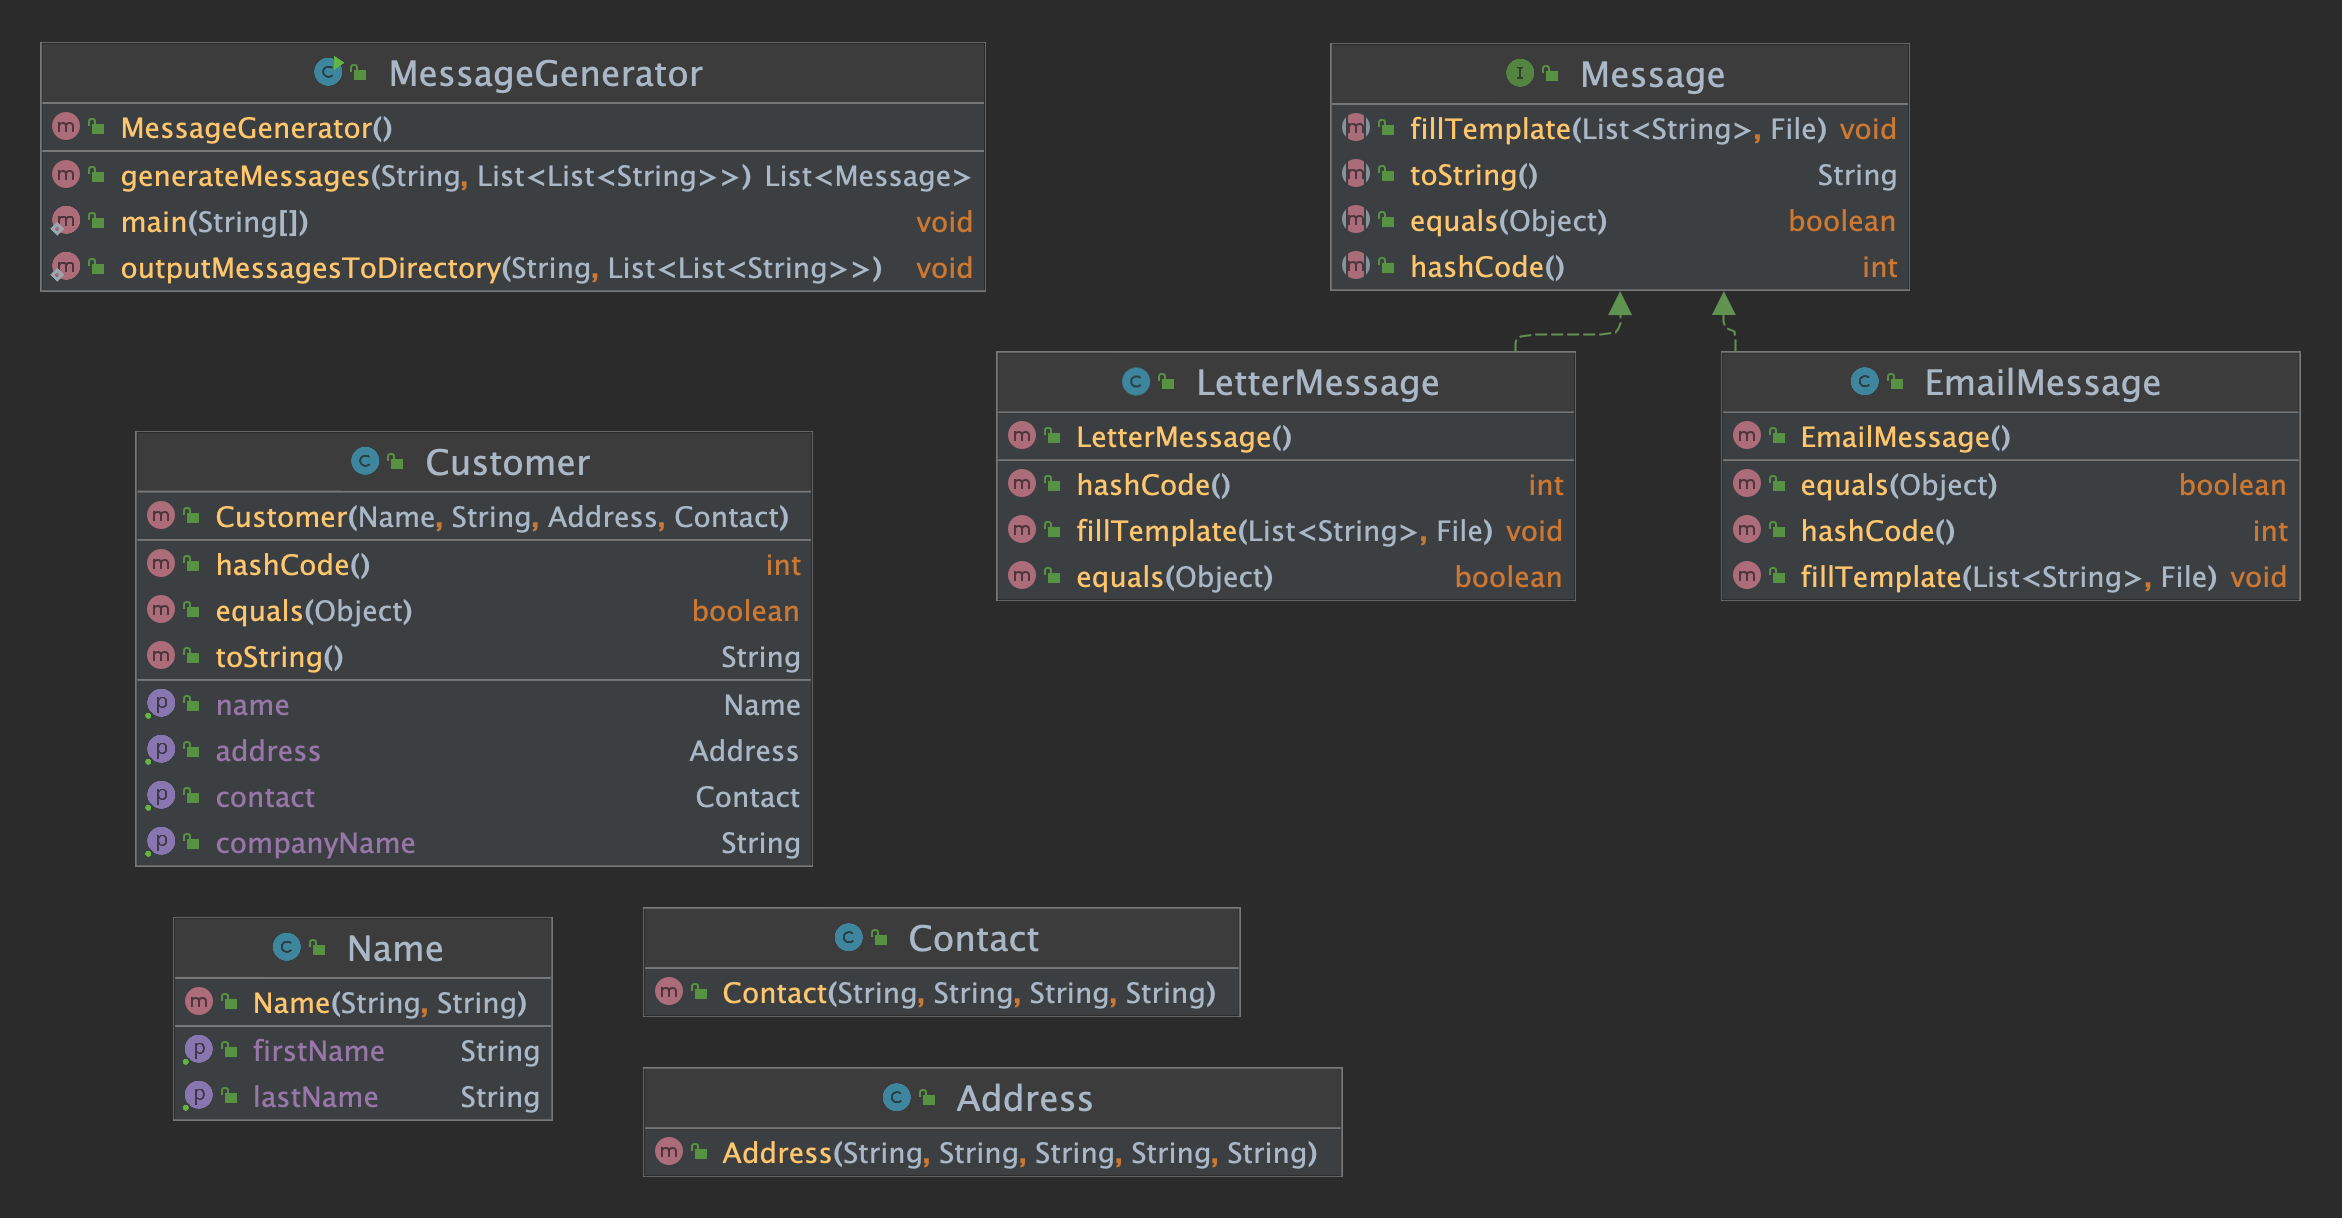 MessageGenerator
MessageGenerator()
generateMessages(String, List<List<String>>) List<Message>
main(String[]) void
outputMessagesToDirectory(String, List<List<String>>) void
Message
fillTemplate(List<String>, File) void
toString() String
equals(Object) boolean
hashCode() int
LetterMessage
LetterMessage()
hashCode() int
fillTemplate(List<String>, File) void
equals(Object) boolean
EmailMessage
EmailMessage()
equals(Object) boolean
hashCode() int
fillTemplate(List<String>, File) void
Customer
Customer(Name, String, Address, Contact)
hashCode() int
equals(Object) boolean
toString() String
name Name
address Address
contact Contact
companyName String
Name
Name(String, String)
firstName String
lastName String
Contact
Contact(String, String, String, String)
Address
Address(String, String, String, String, String)